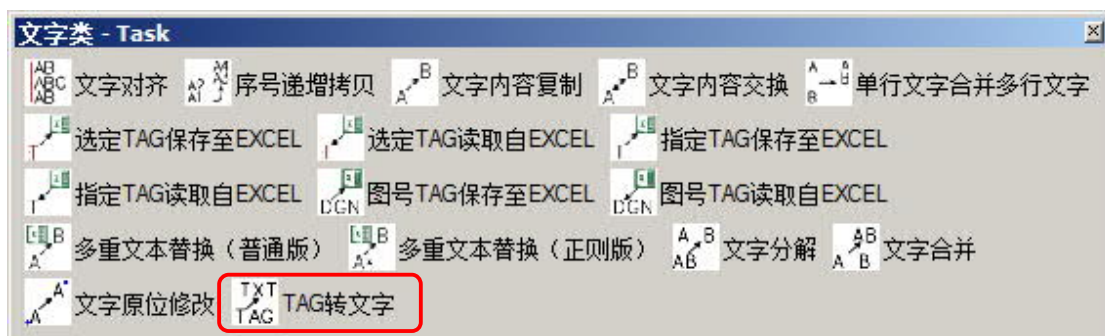 文字类 - Task
文字对齐 序号递增拷贝 文字内容复制 文字内容交换 单行文字合并多行文字
选定TAG保存至EXCEL 选定TAG读取自EXCEL 指定TAG保存至EXCEL
指定TAG读取自EXCEL 图号TAG保存至EXCEL 图号TAG读取自EXCEL
多重文本替换（普通版） 多重文本替换（正则版） 文字分解 文字合并
文字原位修改 TXT TAG TAG转文字